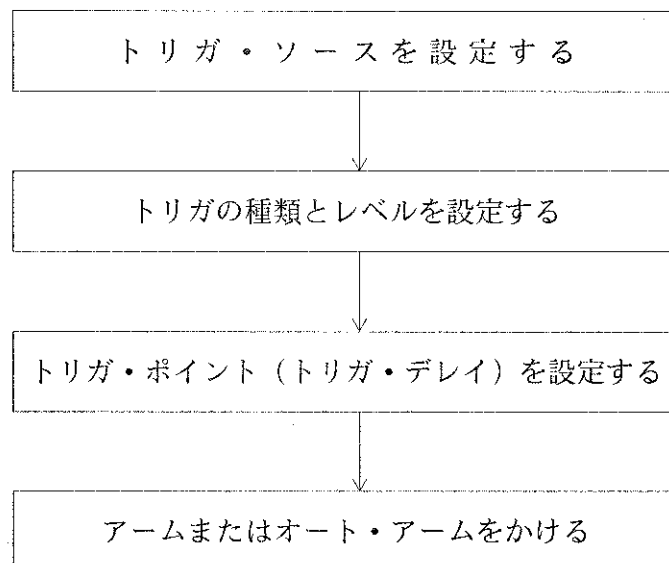 トリガ・ソースを設定する
トリガの種類とレベルを設定する
トリガ・ポイント（トリガ・デレイ）を設定する
アームまたはオート・アームをかける